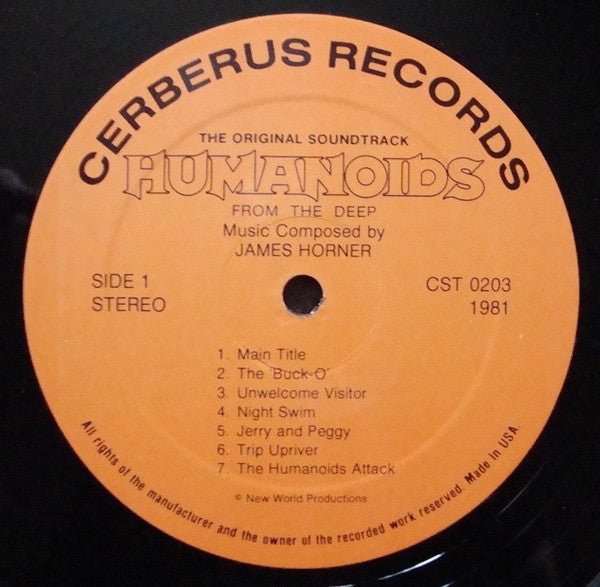 CERBERUS RECORDS
THE ORIGINAL SOUNDTRACK
HUMANOIDS
FROM THE DEEP
Music Composed by
JAMES HORNER
SIDE 1
STEREO
CST 0203
1981
1. Main Title
2. The 'Buck-O'
3. Unwelcome Visitor
4. Night Swim
5. Jerry and Peggy
6. Trip Upriver
7. The Humanoids Attack
© New World Productions
All rights of the manufacturer and the owner of the recorded work reserved. Made in USA.